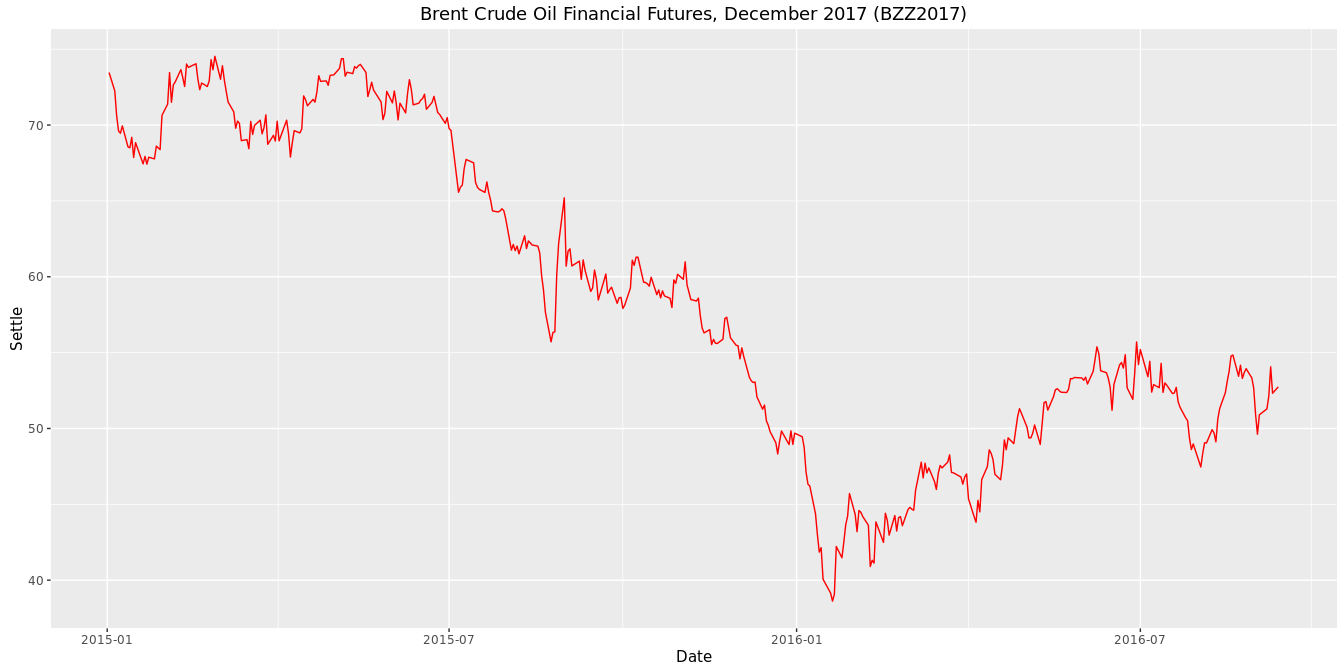 Brent Crude Oil Financial Futures, December 2017 (BZZ2017)
Settle
70
60
50
40
2015-01
2015-07
2016-01
2016-07
Date